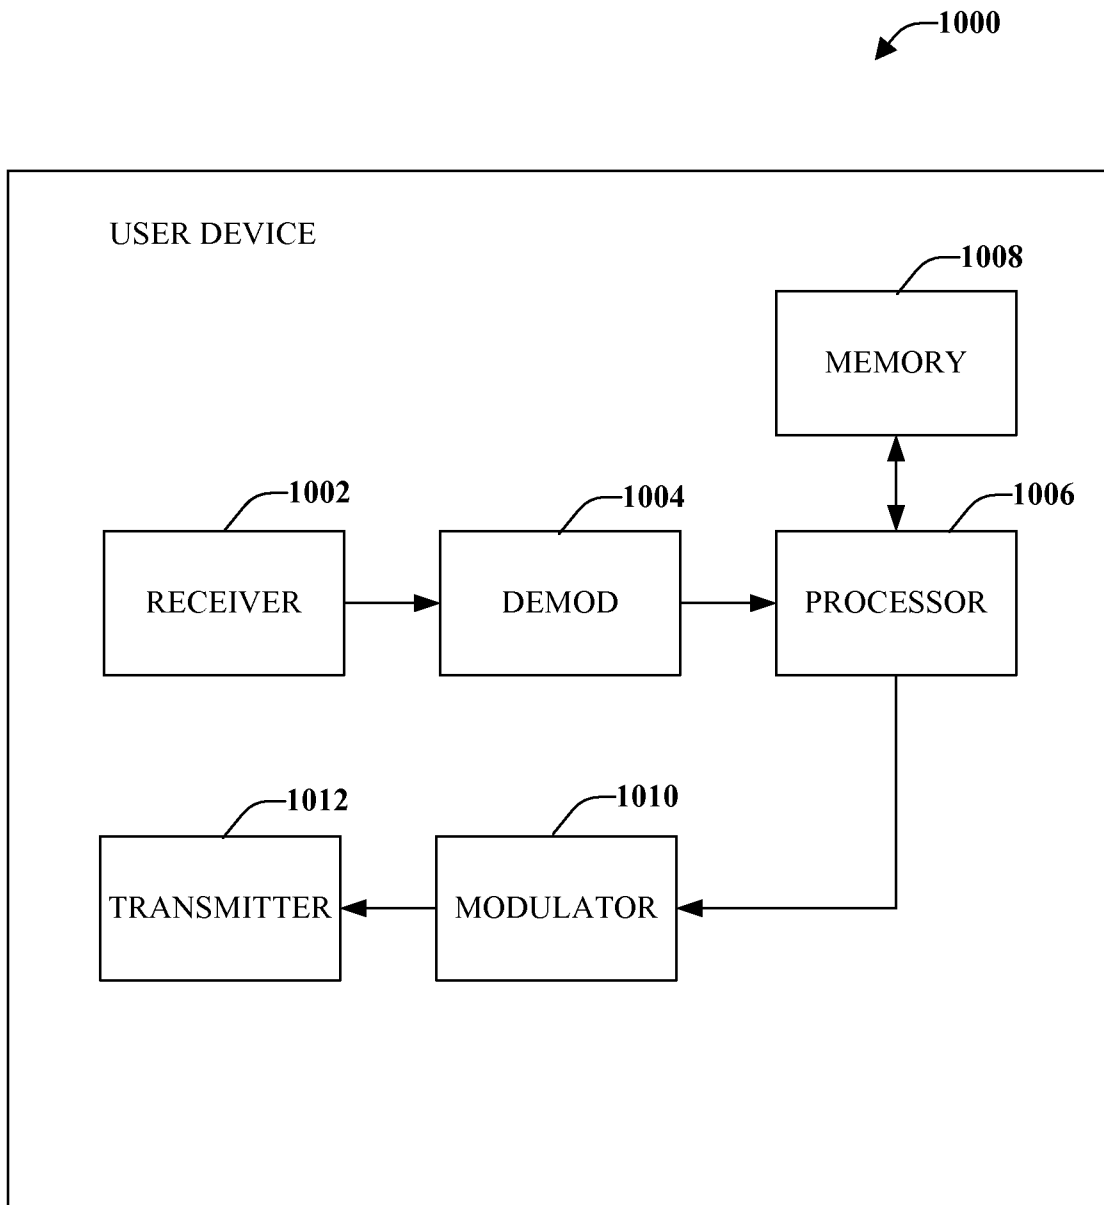 1000
USER DEVICE
1008
MEMORY
1002
1004
1006
RECEIVER
DEMOD
PROCESSOR
1012
1010
TRANSMITTER
MODULATOR